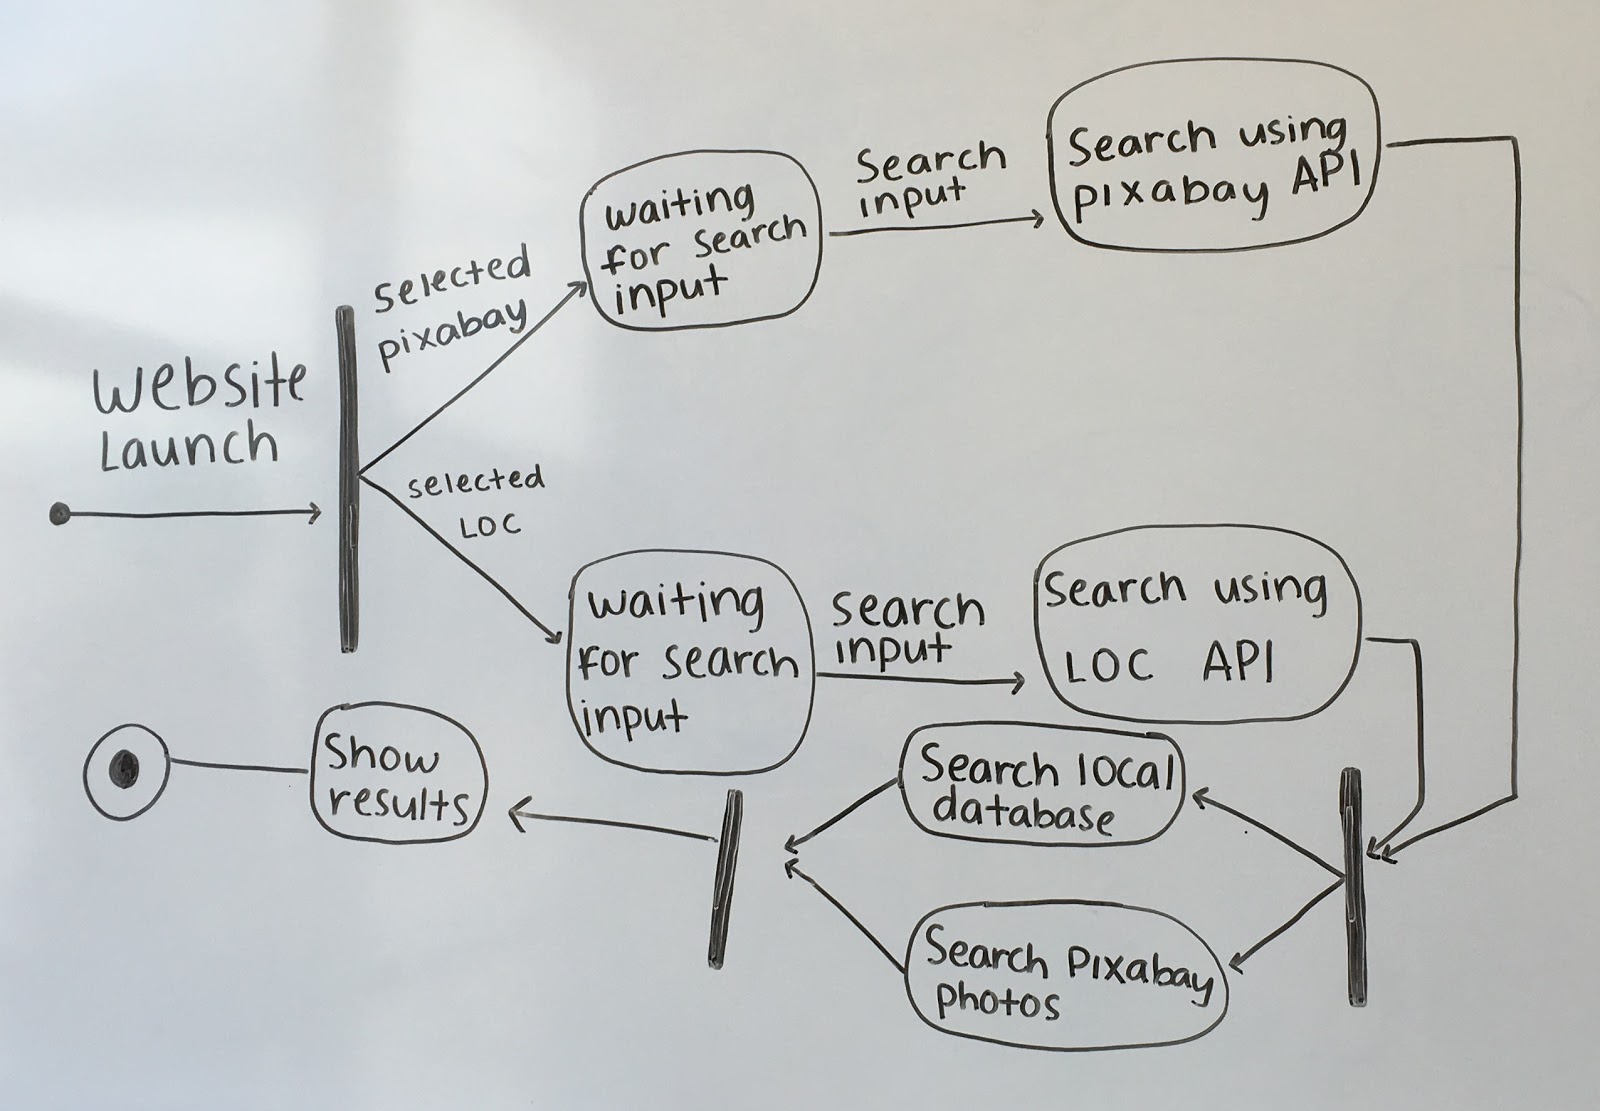 Website
Launch
selected
pixabay
waiting
for search
input
Search
input
Search using
pixabay API
selected
LOC
waiting
for search
input
Search
input
Search using
LOC API
Search local
database
Search Pixabay
photos
Show
results